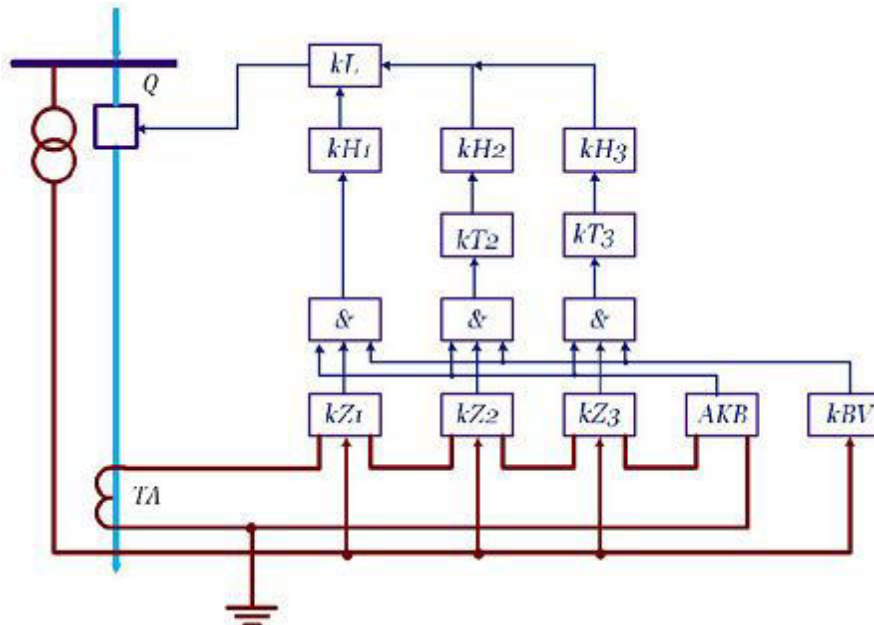 Q
kL
kH1 kH2 kH3
kT2 kT3
& & &
kZ1 kZ2 kZ3 AKB kBV
TA